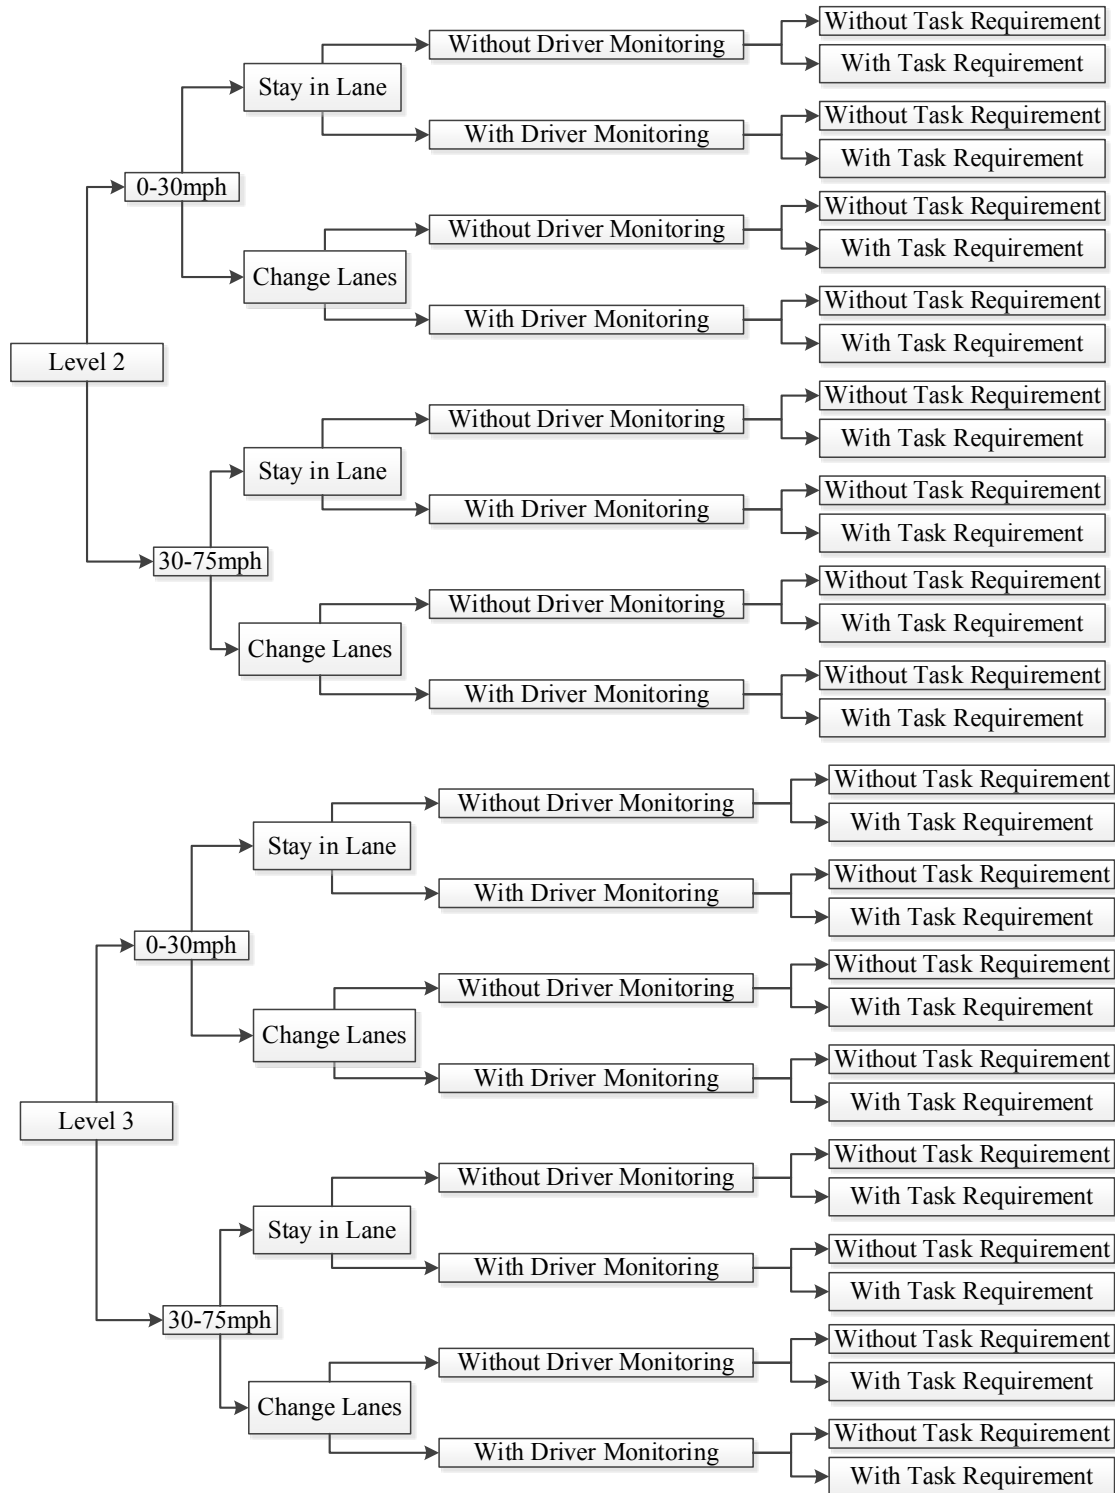 Without Task Requirement
Without Driver Monitoring
With Task Requirement
Stay in Lane
Without Task Requirement
With Driver Monitoring
With Task Requirement
0-30mph
Without Task Requirement
Without Driver Monitoring
With Task Requirement
Change Lanes
Without Task Requirement
With Driver Monitoring
With Task Requirement
Level 2
Without Task Requirement
Without Driver Monitoring
With Task Requirement
Stay in Lane
Without Task Requirement
With Driver Monitoring
With Task Requirement
30-75mph
Without Task Requirement
Without Driver Monitoring
With Task Requirement
Change Lanes
Without Task Requirement
With Driver Monitoring
With Task Requirement
Without Task Requirement
Without Driver Monitoring
With Task Requirement
Stay in Lane
Without Task Requirement
With Driver Monitoring
With Task Requirement
0-30mph
Without Task Requirement
Without Driver Monitoring
With Task Requirement
Change Lanes
Without Task Requirement
With Driver Monitoring
With Task Requirement
Level 3
Without Task Requirement
Without Driver Monitoring
With Task Requirement
Stay in Lane
Without Task Requirement
With Driver Monitoring
With Task Requirement
30-75mph
Without Task Requirement
Without Driver Monitoring
With Task Requirement
Change Lanes
Without Task Requirement
With Driver Monitoring
With Task Requirement